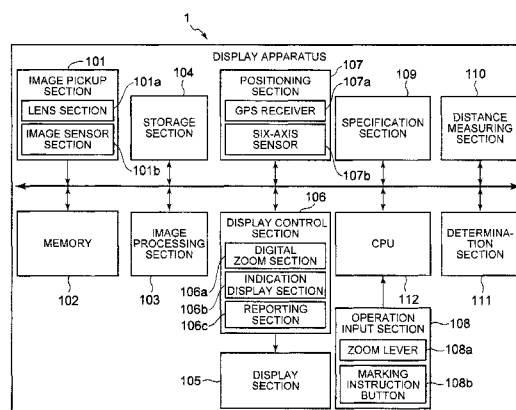 1
DISPLAY APPARATUS
101
IMAGE PICKUP
SECTION
101a
LENS SECTION
IMAGE SENSOR
SECTION
101b
104
STORAGE
SECTION
107
POSITIONING
SECTION
107a
GPS RECEIVER
SIX-AXIS
SENSOR
107b
109
SPECIFICATION
SECTION
110
DISTANCE
MEASURING
SECTION
MEMORY
102
IMAGE
PROCESSING
SECTION
103
106
DISPLAY CONTROL
SECTION
DIGITAL
ZOOM SECTION
106a
INDICATION
DISPLAY SECTION
106b
REPORTING
SECTION
106c
CPU
112
DETERMINA-
TION
SECTION
111
DISPLAY
SECTION
105
OPERATION
INPUT SECTION
108
ZOOM LEVER
108a
MARKING
INSTRUCTION
BUTTON
108b